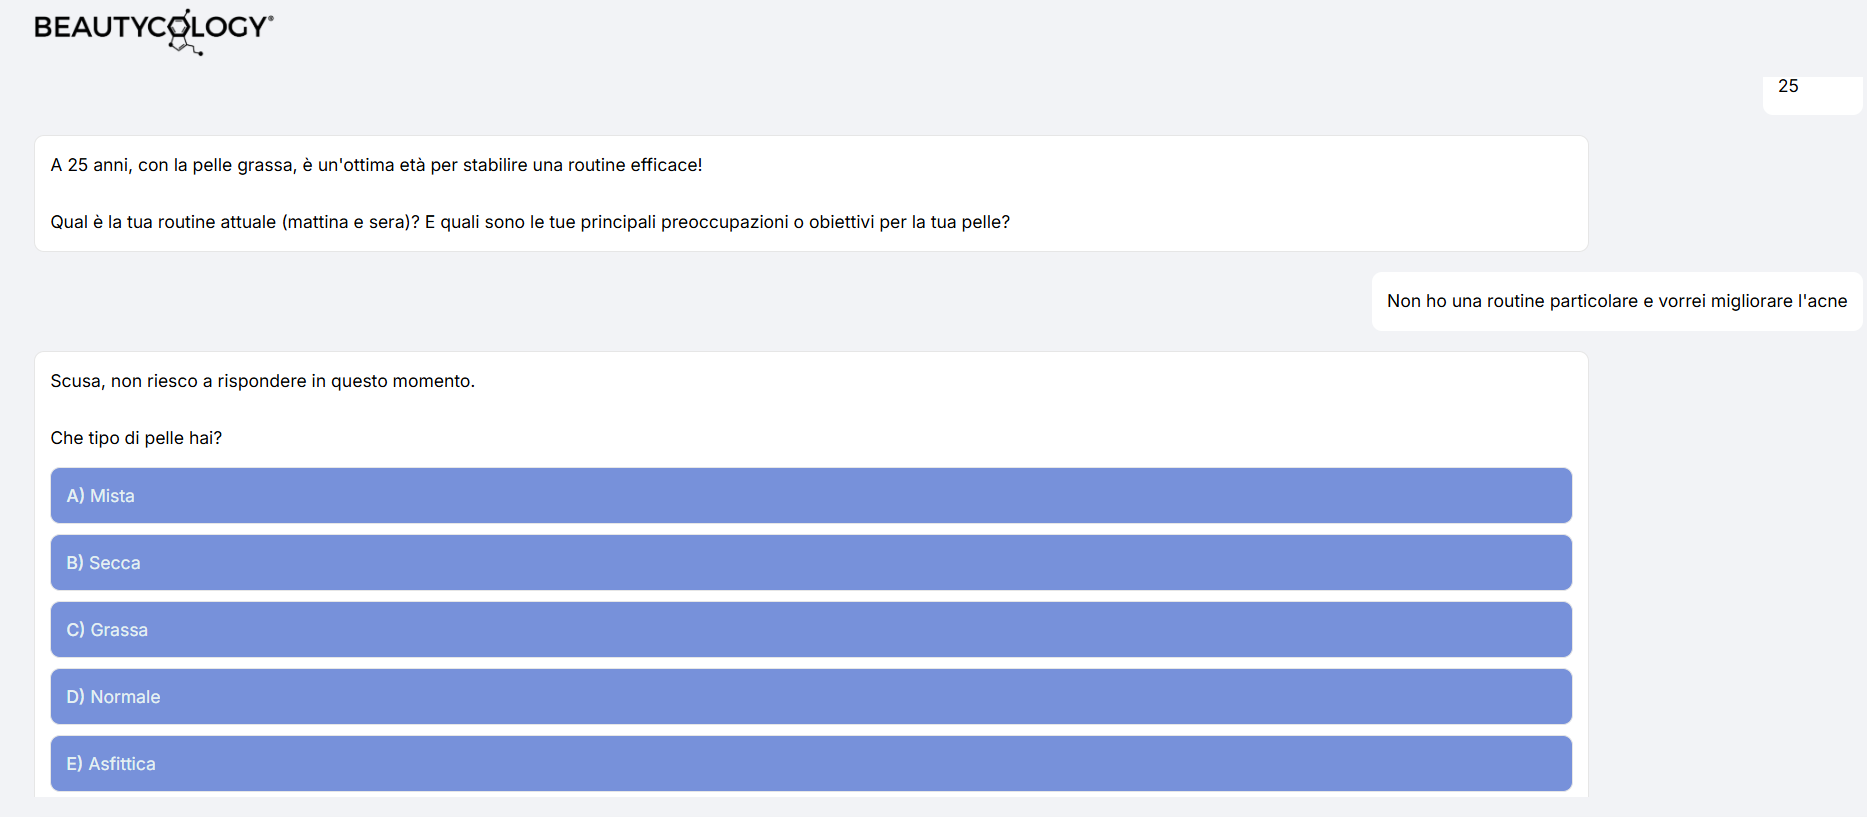 BEAUTYCOLOGY®
25
A 25 anni, con la pelle grassa, è un'ottima età per stabilire una routine efficace!
Qual è la tua routine attuale (mattina e sera)? E quali sono le tue principali preoccupazioni o obiettivi per la tua pelle?
Non ho una routine particolare e vorrei migliorare l'acne
Scusa, non riesco a rispondere in questo momento.
Che tipo di pelle hai?
A) Mista
B) Secca
C) Grassa
D) Normale
E) Asfittica